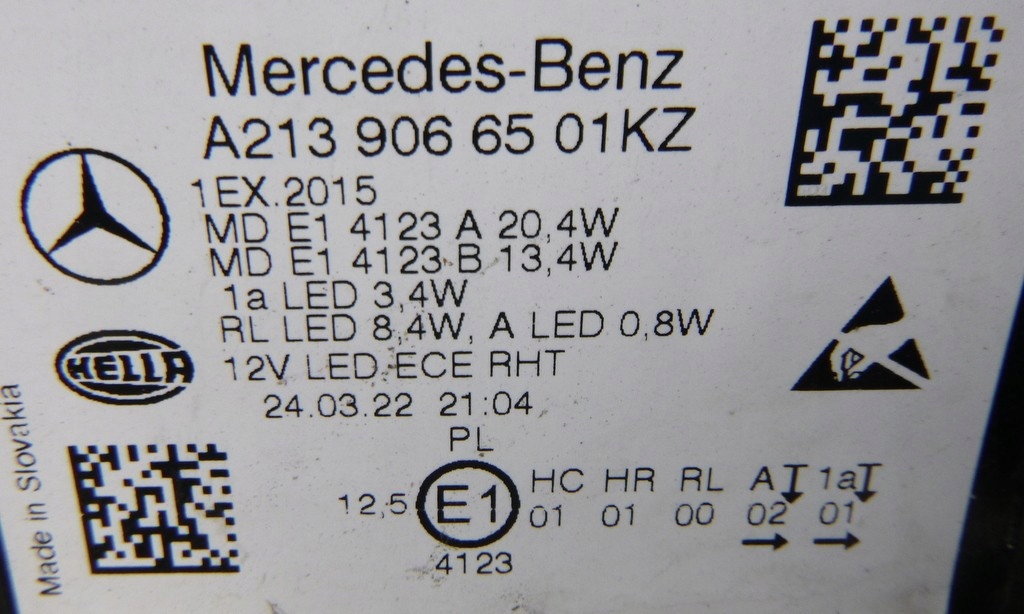 Mercedes-Benz
A213 906 65 01KZ
1EX.2015
MD E1 4123 A 20,4W
MD E1 4123 B 13,4W
1a LED 3,4W
RL LED 8,4W, A LED 0,8W
HELLA
12V LED ECE RHT
24.03.22 21:04
PL
HC HR RL A 1a
12,5 E1 01 01 00 02 01
4123
Made in Slovakia